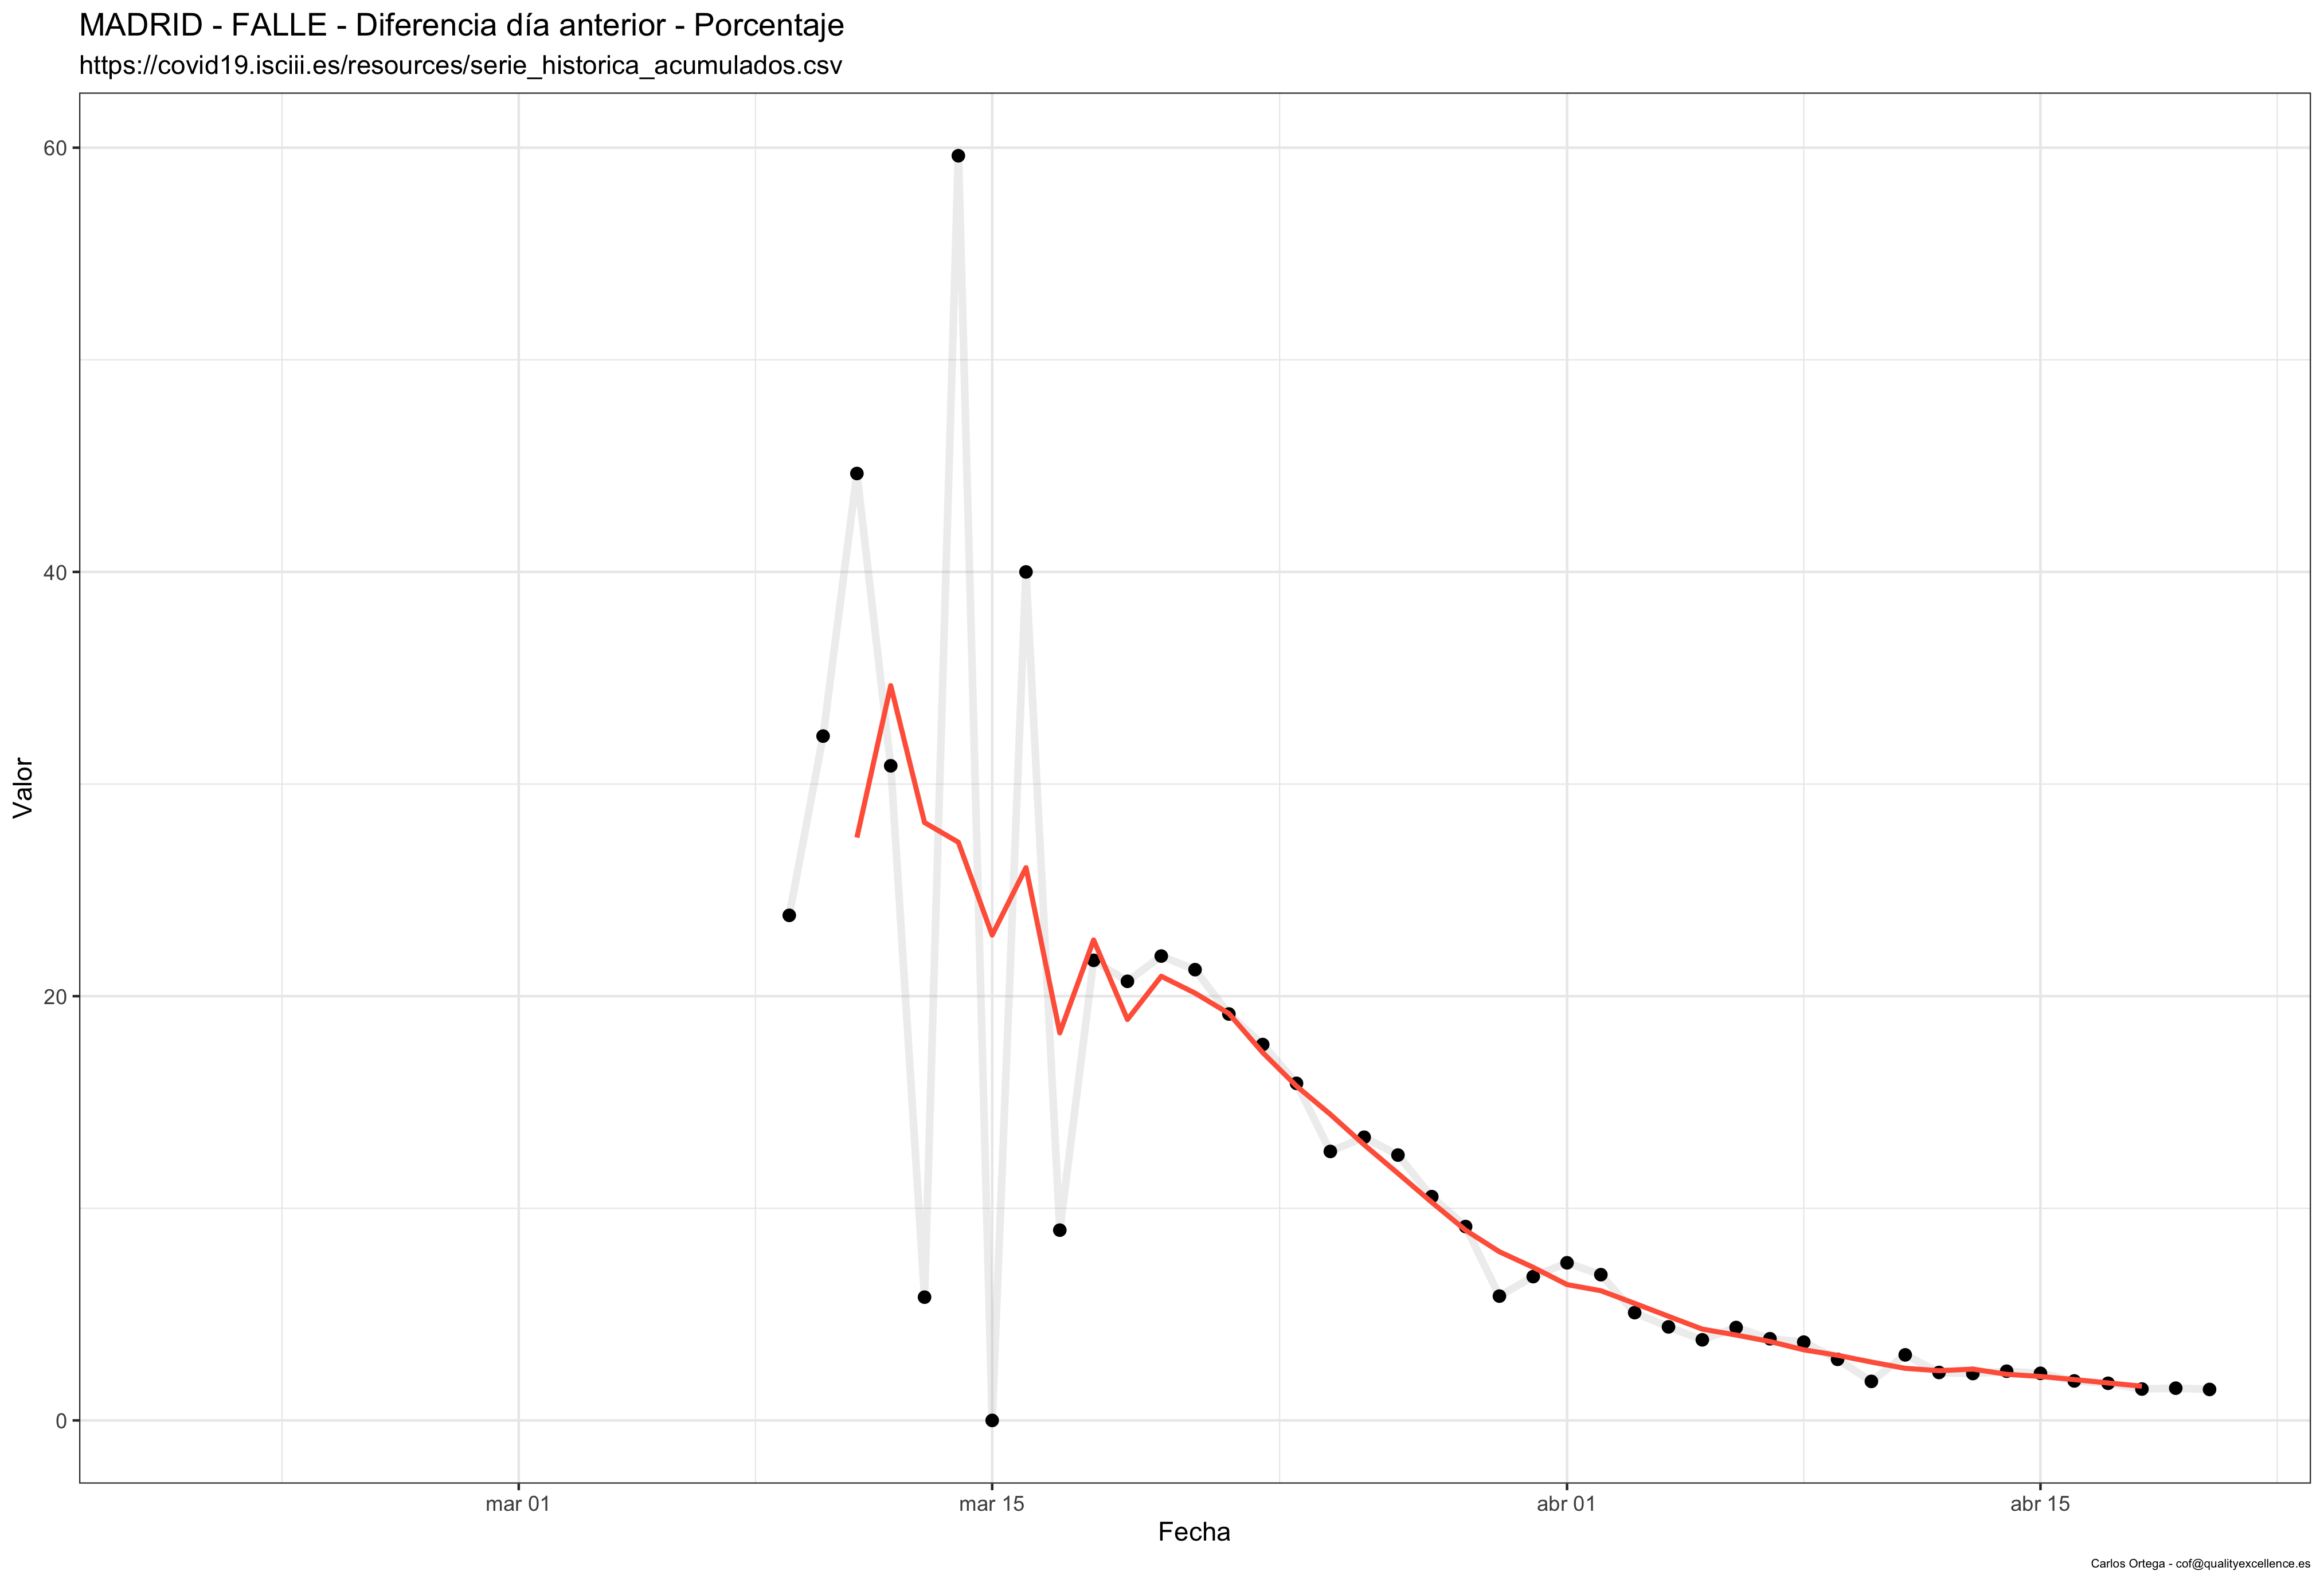 MADRID - FALLE - Diferencia día anterior - Porcentaje
https://covid19.isciii.es/resources/serie_historica_acumulados.csv
60
40
20
0
Valor
mar 01
mar 15
abr 01
abr 15
Fecha
Carlos Ortega - cof@qualityexcellence.es